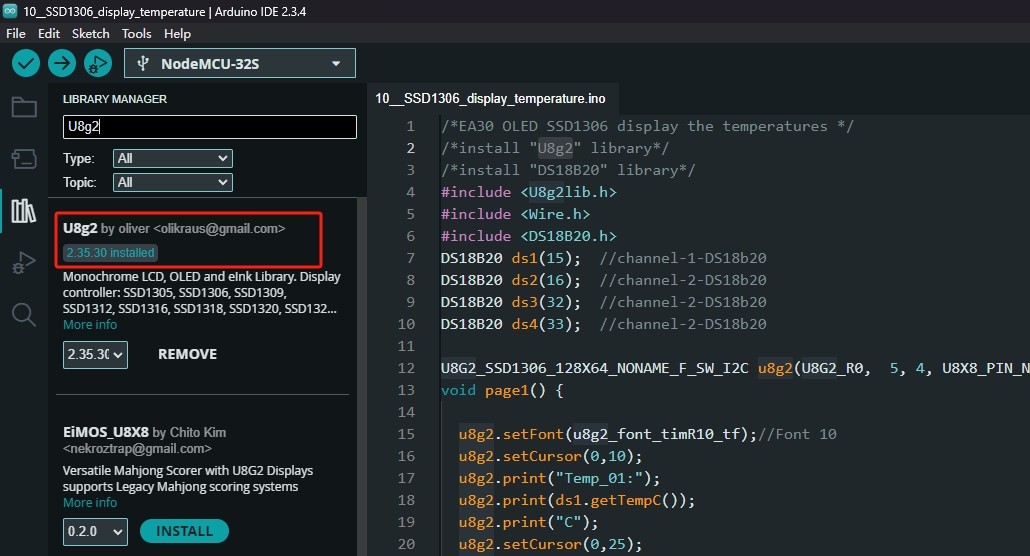 10__SSD1306_display_temperature | Arduino IDE 2.3.4
File Edit Sketch Tools Help
NodeMCU-32S
LIBRARY MANAGER
U8g2
Type: All
Topic: All
U8g2 by oliver <olikraus@gmail.com>
2.35.30 installed
Monochrome LCD, OLED and eInk Library. Display
controller: SSD1305, SSD1306, SSD1309,
SSD1312, SSD1316, SSD1318, SSD1320, SSD132...
More info
2.35.30 REMOVE
EiMOS_U8X8 by Chito Kim
<nekroztrap@gmail.com>
Versatile Mahjong Scorer with U8G2 Displays
supports Legacy Mahjong scoring systems
More info
0.2.0 INSTALL
10__SSD1306_display_temperature.ino
1 /*EA30 OLED SSD1306 display the temperatures */
2 /*install "U8g2" library*/
3 /*install "DS18B20" library*/
4 #include <U8g2lib.h>
5 #include <Wire.h>
6 #include <DS18B20.h>
7 DS18B20 ds1(15);  //channel-1-DS18b20
8 DS18B20 ds2(16);  //channel-2-DS18b20
9 DS18B20 ds3(32);  //channel-2-DS18b20
10 DS18B20 ds4(33);  //channel-2-DS18b20
11
12 U8G2_SSD1306_128X64_NONAME_F_SW_I2C u8g2(U8G2_R0,  5, 4, U8X8_PIN_N
13 void page1() {
14
15 u8g2.setFont(u8g2_font_timR10_tf);//Font 10
16 u8g2.setCursor(0,10);
17 u8g2.print("Temp_01:");
18 u8g2.print(ds1.getTempC());
19 u8g2.print("C");
20 u8g2.setCursor(0,25);